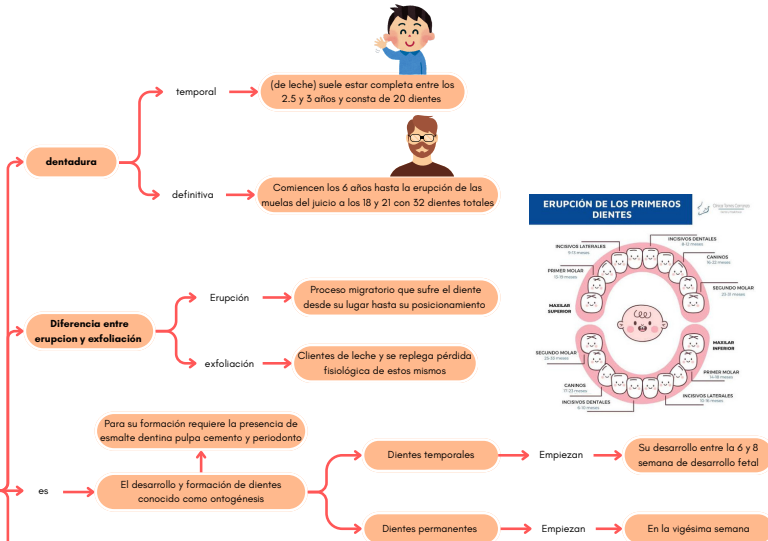 temporal
(de leche) suele estar completa entre los
2.5 y 3 años y consta de 20 dientes
dentadura
definitiva
Comiencen los 6 años hasta la erupción de las
muelas del juicio a los 18 y 21 con 32 dientes totales
ERUPCIÓN DE LOS PRIMEROS
DIENTES
INCISIVOS LATERALES
INCISIVOS DENTALES
CANINOS
PRIMER MOLAR
SEGUNDO MOLAR
MAXILAR
SUPERIOR
MAXILAR
INFERIOR
SEGUNDO MOLAR
PRIMER MOLAR
CANINOS
INCISIVOS LATERALES
INCISIVOS DENTALES
Diferencia entre
erupcion y exfoliación
Erupción
Proceso migratorio que sufre el diente
desde su lugar hasta su posicionamiento
exfoliación
Clientes de leche y se replega pérdida
fisiológica de estos mismos
Para su formación requiere la presencia de
esmalte dentina pulpa cemento y periodonto
es
El desarrollo y formación de dientes
conocido como ontogénesis
Dientes temporales
Empiezan
Su desarrollo entre la 6 y 8
semana de desarrollo fetal
Dientes permanentes
Empiezan
En la vigésima semana